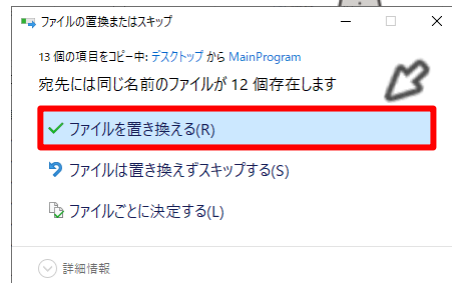 ファイルの置換またはスキップ
13 個の項目をコピー中: デスクトップ から MainProgram
宛先には同じ名前のファイルが 12 個存在します
ファイルを置き換える(R)
ファイルは置き換えずスキップする(S)
ファイルごとに決定する(L)
詳細情報